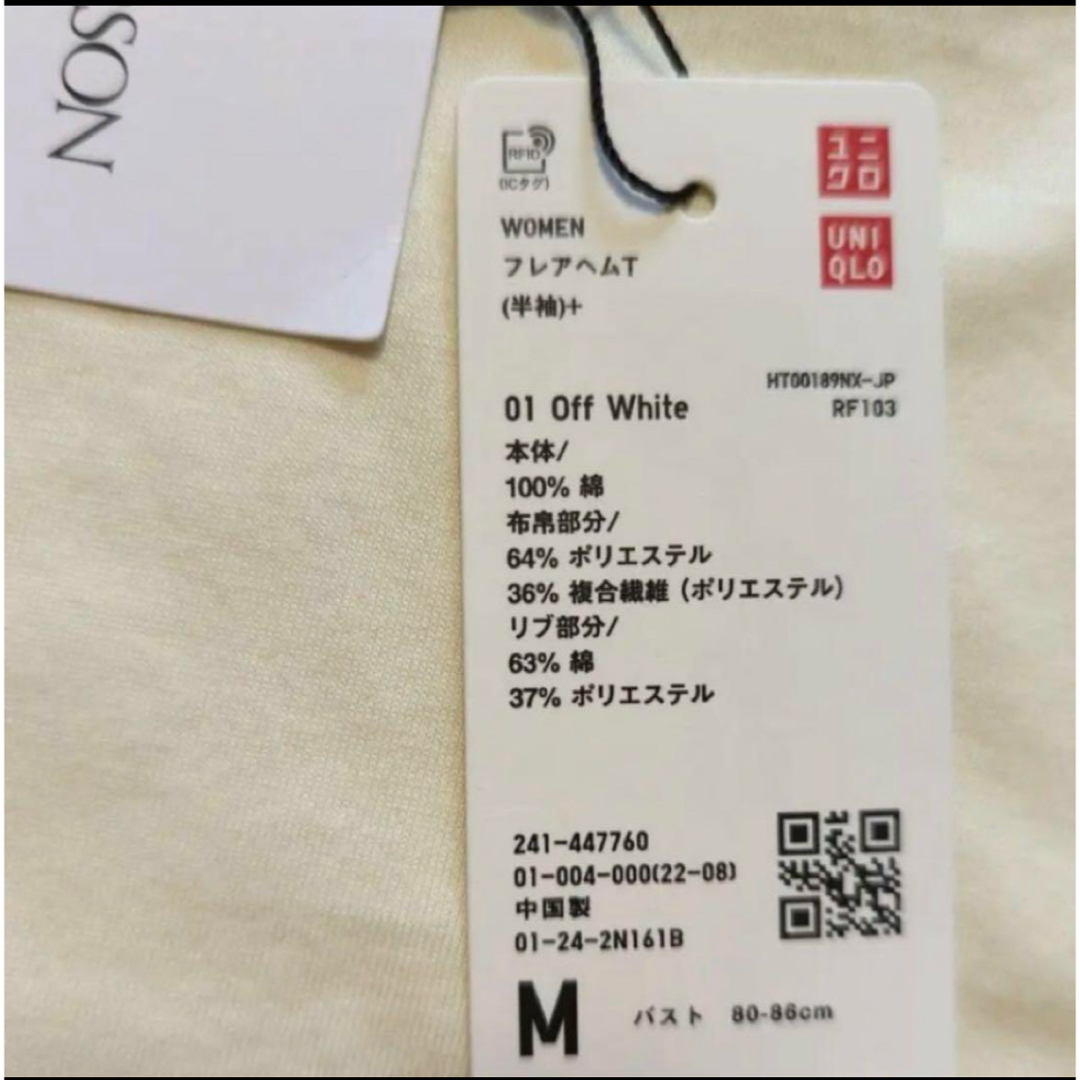 SON
RFID
(ICタグ)
ユニ
クロ
UNI
QLO
WOMEN
フレアヘムT
(半袖)+
HT00189NX-JP
RF103
01 Off White
本体/
100% 綿
布帛部分/
64% ポリエステル
36% 複合繊維 (ポリエステル)
リブ部分/
63% 綿
37% ポリエステル
241-447760
01-004-000(22-08)
中国製
01-24-2N161B
M バスト 80-86cm